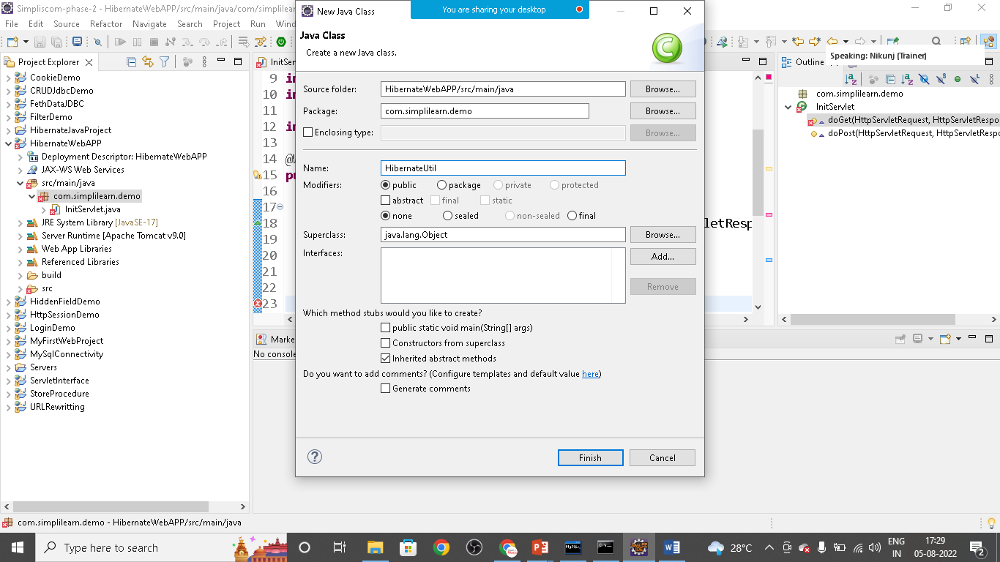 Simpliscom-phase-2 - HibernateWebAPP/src/main/java/com/simplile
New Java Class
You are sharing your desktop
File Edit Source Refactor Navigate Search Project Run Win
Java Class
Create a new Java class.
Speaking: Nikunj (Trainer)
Project Explorer
InitSer
Outline
CookieDemo
CRUDJdbcDemo
FethDataJDBC
FilterDemo
HibernateJavaProject
HibernateWebAPP
Deployment Descriptor: HibernateWebAPP
4.0
JAX-WS Web Services
src/main/java
com.simplilearn.demo
InitServlet.java
JRE System Library [JavaSE-17]
Server Runtime [Apache Tomcat v9.0]
Web App Libraries
Referenced Libraries
build
src
HiddenFieldDemo
HttpSessionDemo
LoginDemo
MyFirstWebProject
MySqlConnectivity
Servers
ServletInterface
StoreProcedure
URLRewritting
9 im
10 im
11
12 im
13
14 @W
15 pu
16
17
18
19
20
21
22
23
letResp
Source folder: HibernateWebAPP/src/main/java Browse...
Package: com.simplilearn.demo Browse...
Enclosing type: Browse...
Name: HibernateUtil
Modifiers: public package private protected
abstract final static
none sealed non-sealed final
Superclass: java.lang.Object Browse...
Interfaces: Add...
Remove
Which method stubs would you like to create?
public static void main(String[] args)
Constructors from superclass
Inherited abstract methods
Do you want to add comments? (Configure templates and default value here)
Generate comments
? Finish Cancel
com.simplilearn.demo
InitServlet
doGet(HttpServletRequest, HttpServletRespo
doPost(HttpServletRequest, HttpServletRespo
Marke
No console
com.simplilearn.demo - HibernateWebAPP/src/main/java
Type here to search
28°C
ENG
IN
17:29
05-08-2022
2